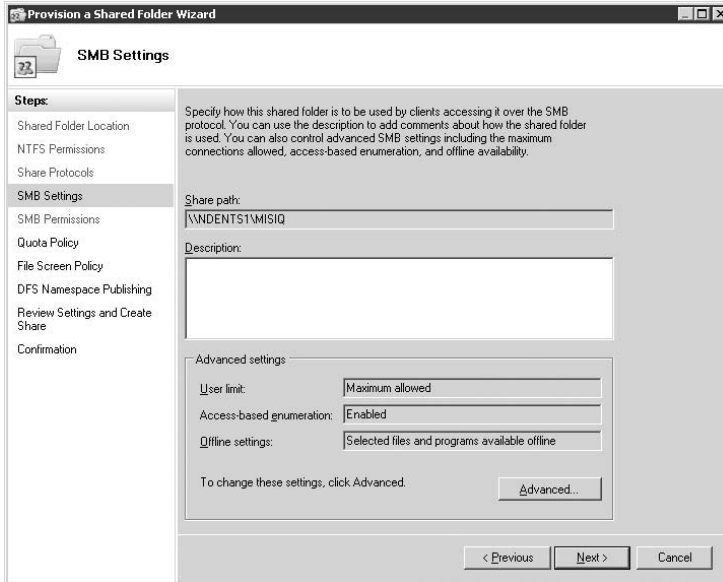 Provision a Shared Folder Wizard
SMB Settings
Steps:
Shared Folder Location
NTFS Permissions
Share Protocols
SMB Settings
SMB Permissions
Quota Policy
File Screen Policy
DFS Namespace Publishing
Review Settings and Create
Share
Confirmation
Specify how this shared folder is to be used by clients accessing it over the SMB
protocol. You can use the description to add comments about how the shared folder
is used. You can also control advanced SMB settings including the maximum
connections allowed, access-based enumeration, and offline availability.
Share path:
\\NDENTS1\MISIQ
Description:
Advanced settings
User limit: Maximum allowed
Access-based enumeration: Enabled
Offline settings: Selected files and programs available offline
To change these settings, click Advanced.
Advanced...
< Previous Next > Cancel